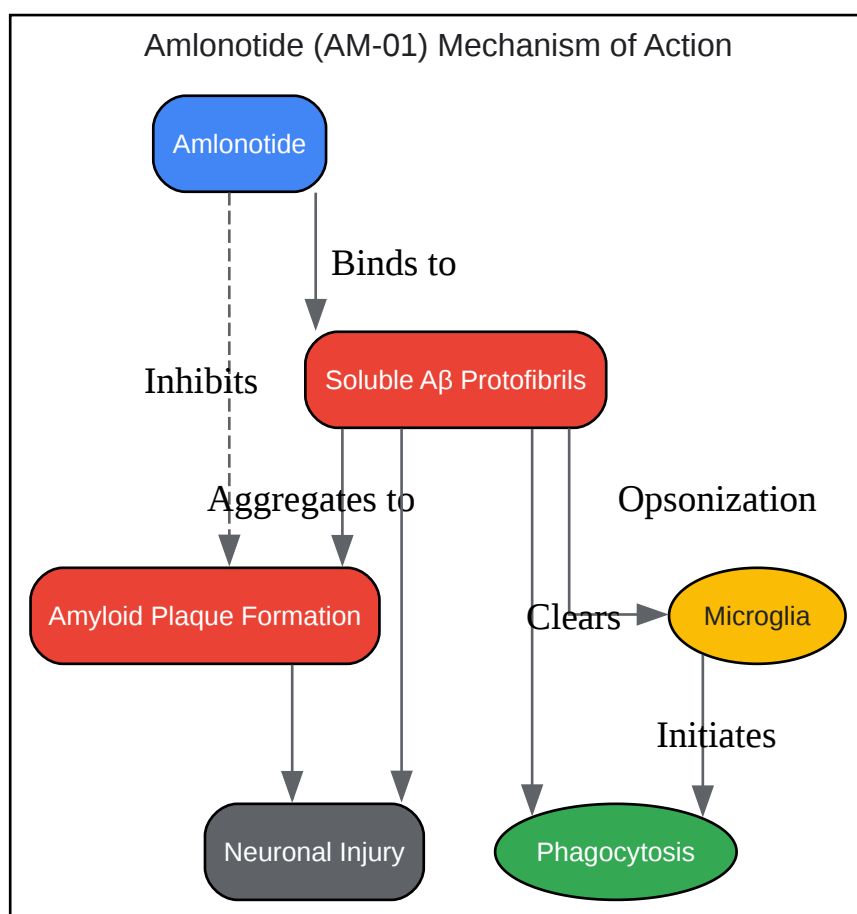 Amlonotide (AM-01) Mechanism of Action
Amlonotide
Binds to
Inhibits
Soluble Aβ Protofibrils
Aggregates to
Opsonization
Amyloid Plaque Formation
Clears
Microglia
Initiates
Neuronal Injury
Phagocytosis